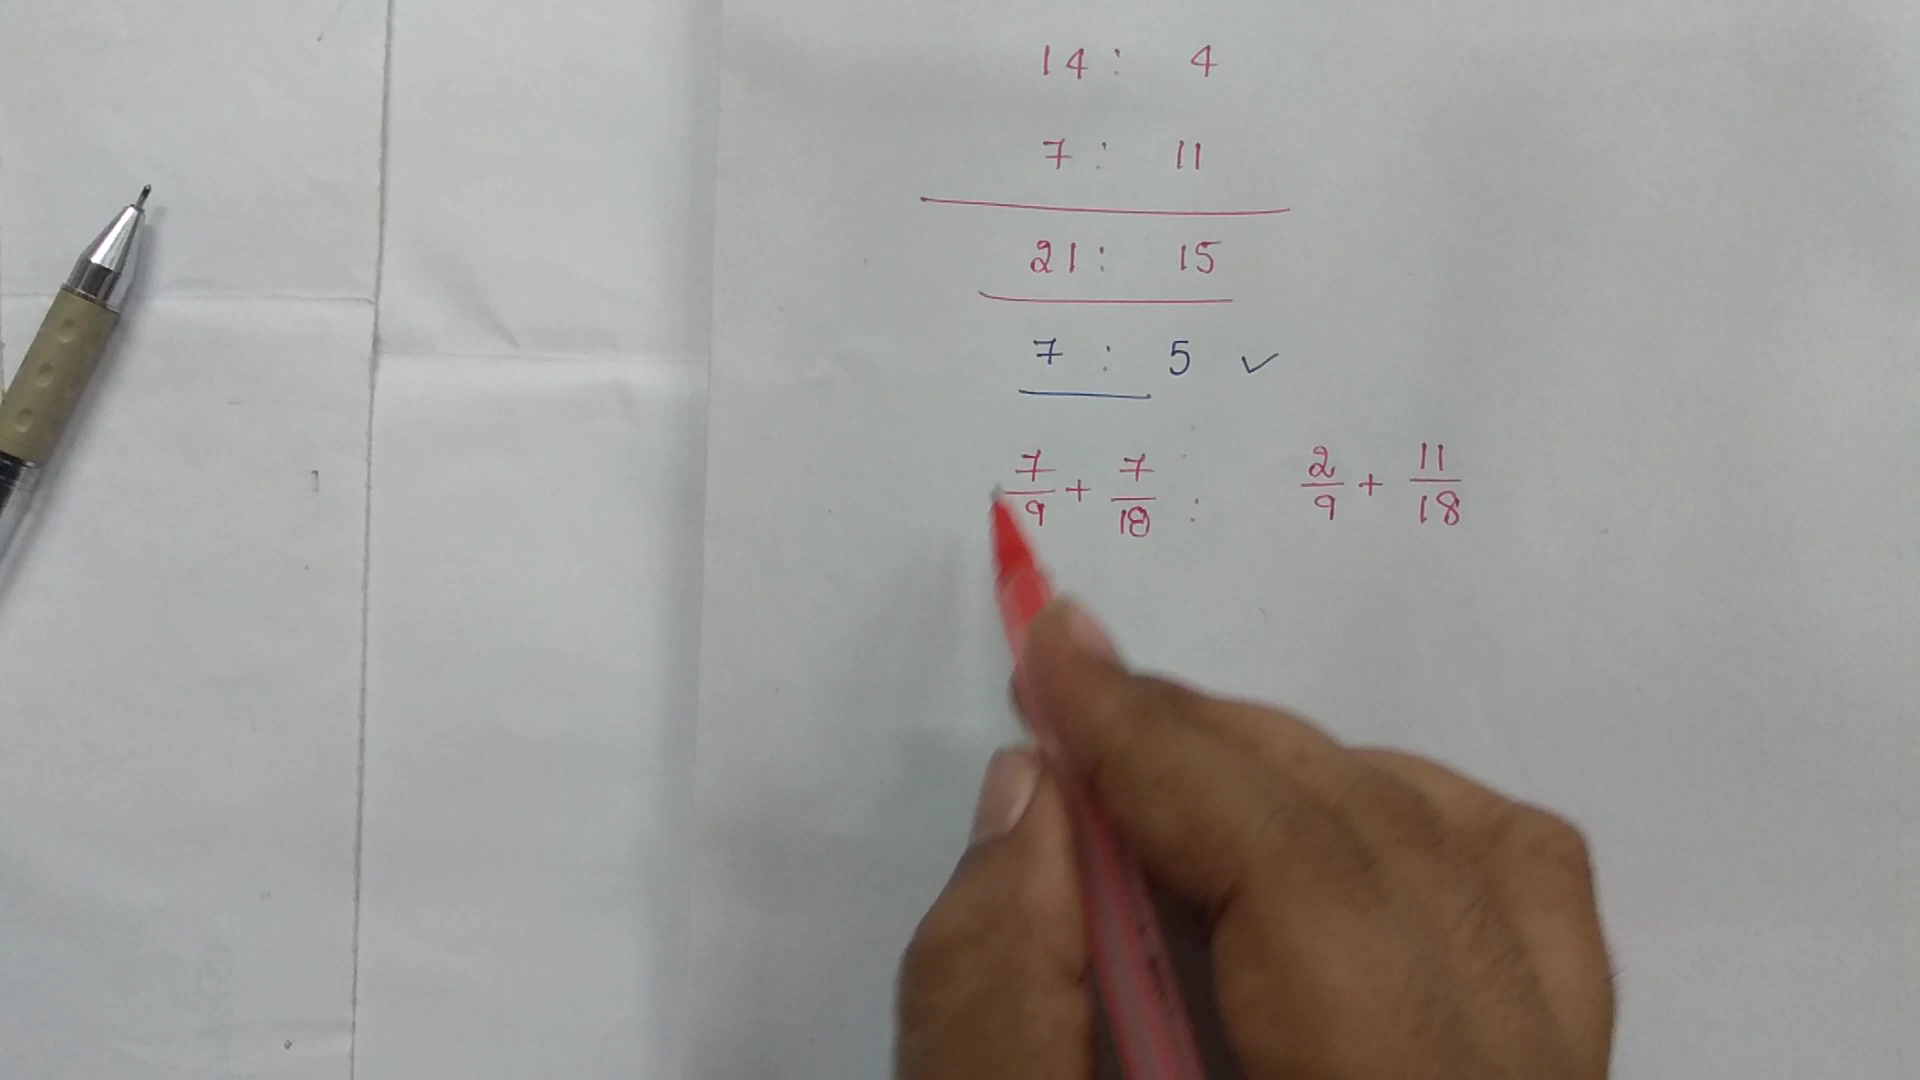 14 : 4
7 : 11
21 : 15
7 : 5 ✓
7/9 + 7/18 : 2/9 + 11/18